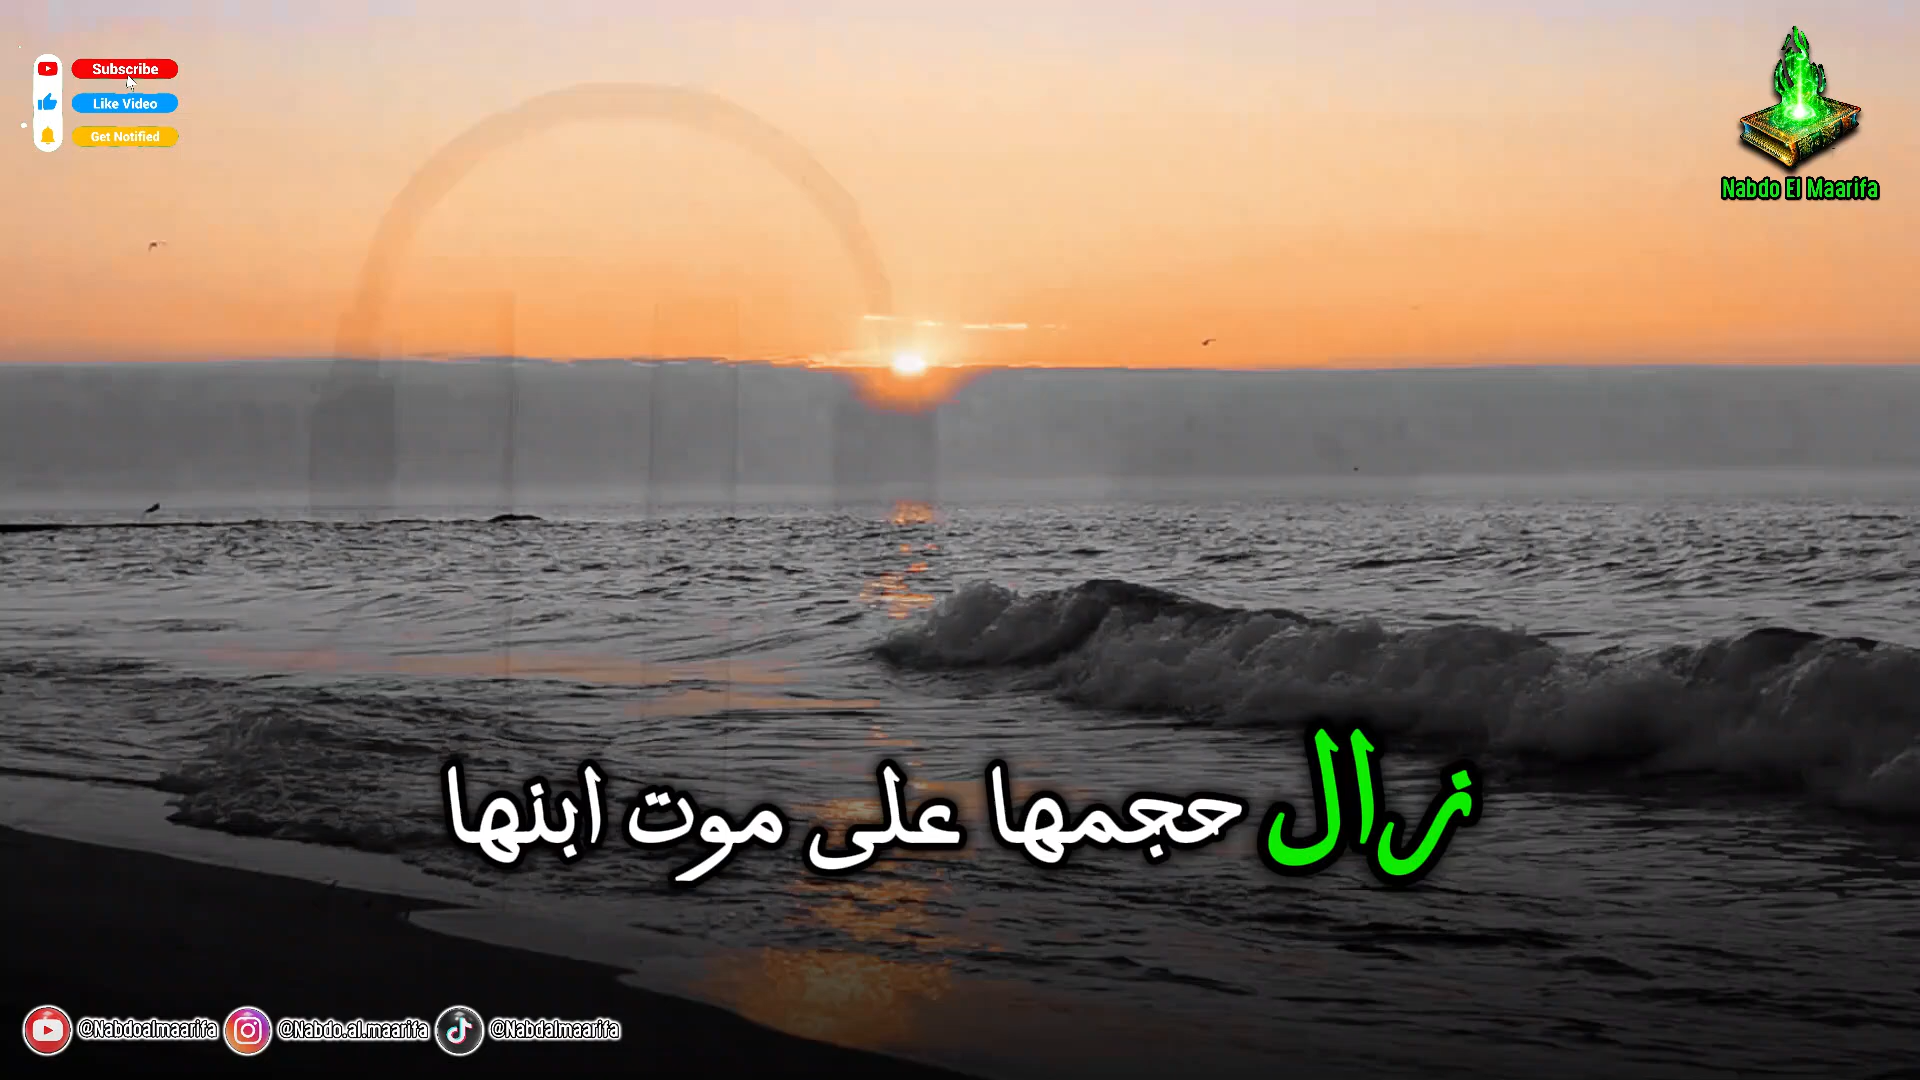 Subscribe
Like Video
Get Notified
Nabdo El Maarifa
زال حجمها على موت ابنها
@Nabdoalmaarifa @Nabdo.al.maarifa @Nabdalmaarifa